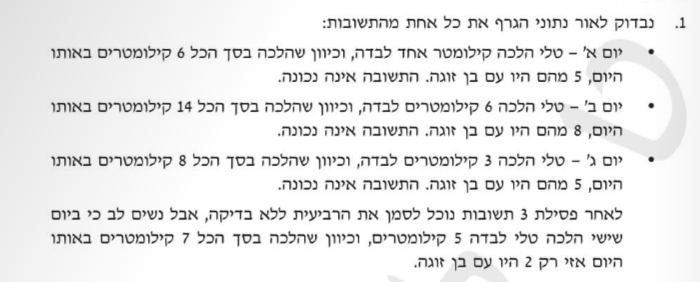 1. נבדוק לאור נתוני הגרף את כל אחת מהתשובות:
• יום א' – טלי הלכה קילומטר אחד לבדה, וכיוון שהלכה בסך הכל 6 קילומטרים באותו
היום, 5 מהם היו עם בן זוגה. התשובה אינה נכונה.
• יום ב' – טלי הלכה 6 קילומטרים לבדה, וכיוון שהלכה בסך הכל 14 קילומטרים באותו
היום, 8 מהם היו עם בן זוגה. התשובה אינה נכונה.
• יום ג' – טלי הלכה 3 קילומטרים לבדה, וכיוון שהלכה בסך הכל 8 קילומטרים באותו
היום, 5 מהם היו עם בן זוגה. התשובה אינה נכונה.
לאחר פסילת 3 תשובות נוכל לסמן את הרביעית ללא בדיקה, אבל נשים לב כי ביום
שישי הלכה טלי לבדה 5 קילומטרים, וכיוון שהלכה בסך הכל 7 קילומטרים באותו
היום אזי רק 2 היו עם בן זוגה.